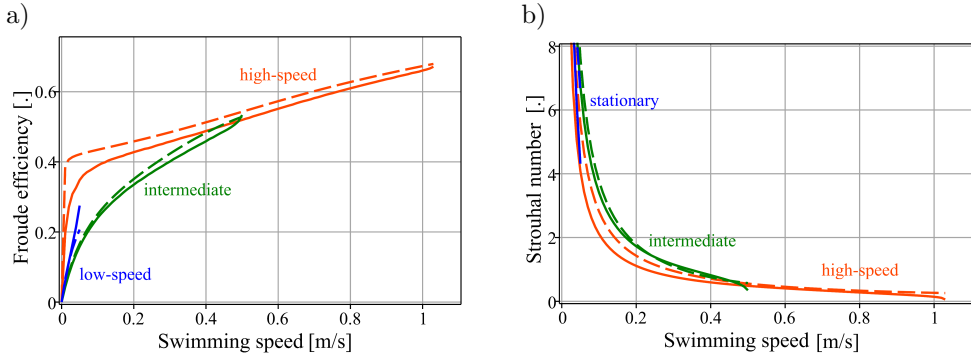 a)
Froude efficiency [.]
0.6
0.4
0.2
0
high-speed
intermediate
low-speed
0 0.2 0.4 0.6 0.8 1
Swimming speed [m/s]
b)
Strouhal number [.]
8
6
4
2
0
stationary
intermediate
high-speed
0 0.2 0.4 0.6 0.8 1
Swimming speed [m/s]